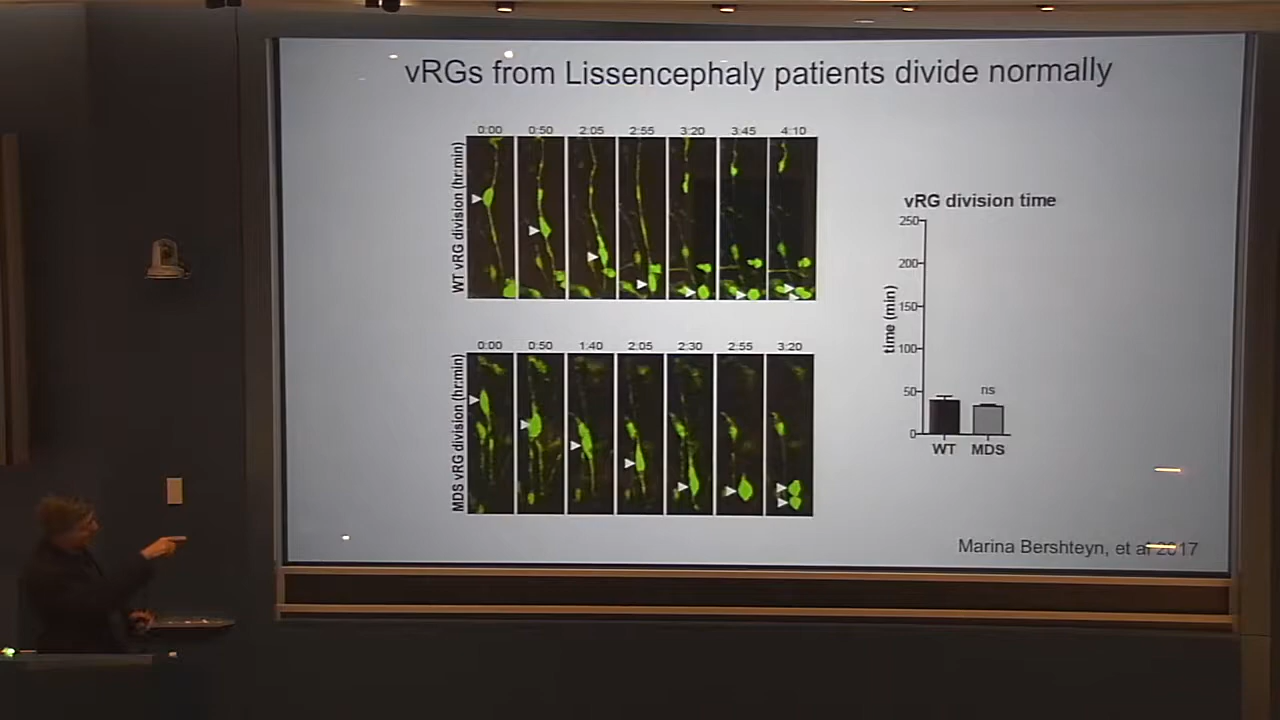 vRGs from Lissencephaly patients divide normally
0:00 0:50 2:05 2:55 3:20 3:45 4:10
WT vRG division (hr:min)
0:00 0:50 1:40 2:05 2:30 2:55 3:20
MDS vRG division (hr:min)
vRG division time
250
200
150
100
50
0
time (min)
ns
WT MDS
Marina Bershteyn, et al 2017